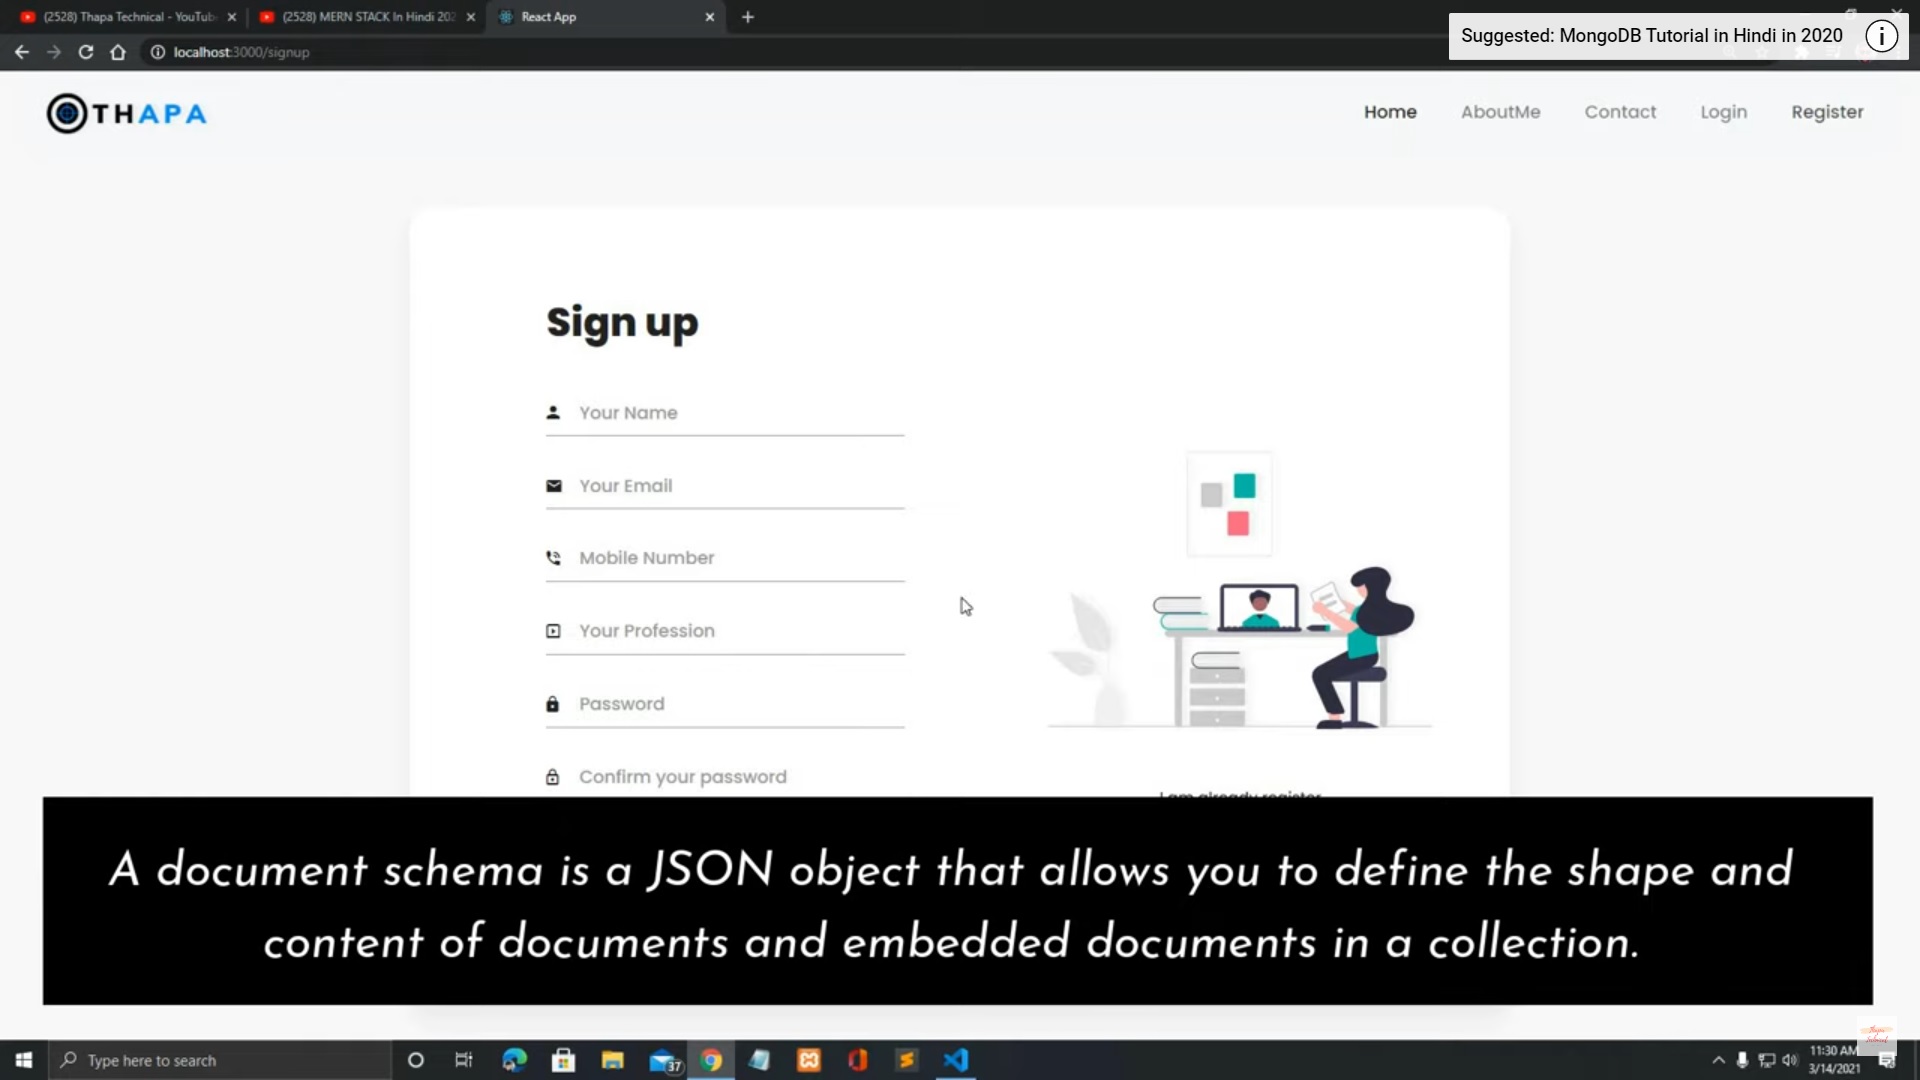 (2528) Thapa Technical - YouTub
(2528) MERN STACK In Hindi 202
React App
Suggested: MongoDB Tutorial in Hindi in 2020
localhost:3000/signup
THAPA
Home
AboutMe
Contact
Login
Register
Sign up
Your Name
Your Email
Mobile Number
Your Profession
Password
Confirm your password
I am already register
A document schema is a JSON object that allows you to define the shape and
content of documents and embedded documents in a collection.
Type here to search
37
11:30 AM
3/14/2021